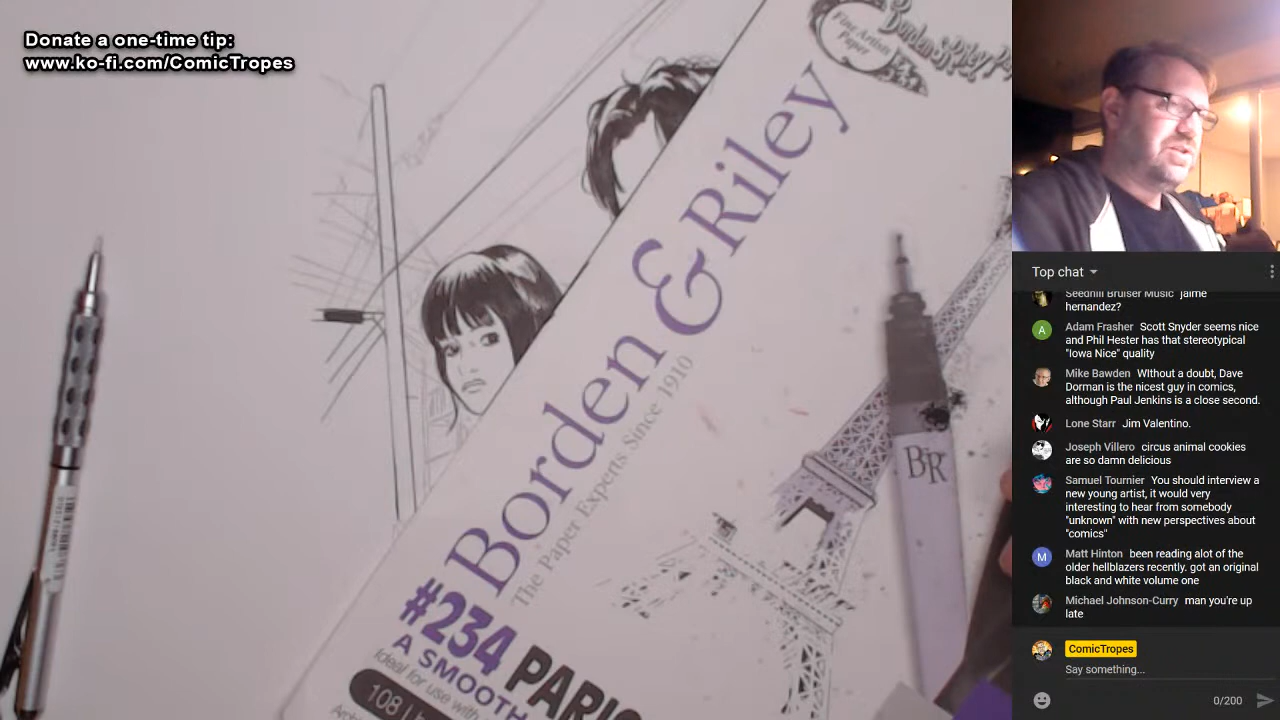 Donate a one-time tip:
www.ko-fi.com/ComicTropes
Fine Artists
Paper
Borden & Riley
Borden & Riley
The Paper Experts Since 1910
#234 PARIS
A SMOOTH
Ideal for use with
108 l
BR
Top chat
Seedhill Bruiser Music jaime
hernandez?
A Adam Frasher Scott Snyder seems nice
and Phil Hester has that stereotypical
"Iowa Nice" quality
Mike Bawden WIthout a doubt, Dave
Dorman is the nicest guy in comics,
although Paul Jenkins is a close second.
Lone Starr Jim Valentino.
Joseph Villero circus animal cookies
are so damn delicious
Samuel Tournier You should interview a
new young artist, it would very
interesting to hear from somebody
"unknown" with new perspectives about
"comics"
M Matt Hinton been reading alot of the
older hellblazers recently. got an original
black and white volume one
Michael Johnson-Curry man you're up
late
ComicTropes
Say something...
0/200